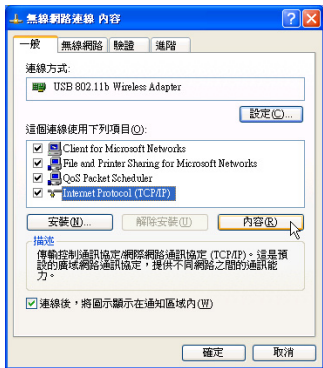 無線網路連線 內容
一般 無線網路 驗證 進階
連線方式:
USB 802.11b Wireless Adapter
設定(C)...
這個連線使用下列項目(O):
Client for Microsoft Networks
File and Printer Sharing for Microsoft Networks
QoS Packet Scheduler
Internet Protocol (TCP/IP)
安裝(N)... 解除安裝(U) 內容(R)
描述
傳輸控制通訊協定/網際網路通訊協定 (TCP/IP)。這是預
設的廣域網路通訊協定，提供不同網路之間的通訊能
力。
連線後，將圖示顯示在通知區域內(W)
確定 取消